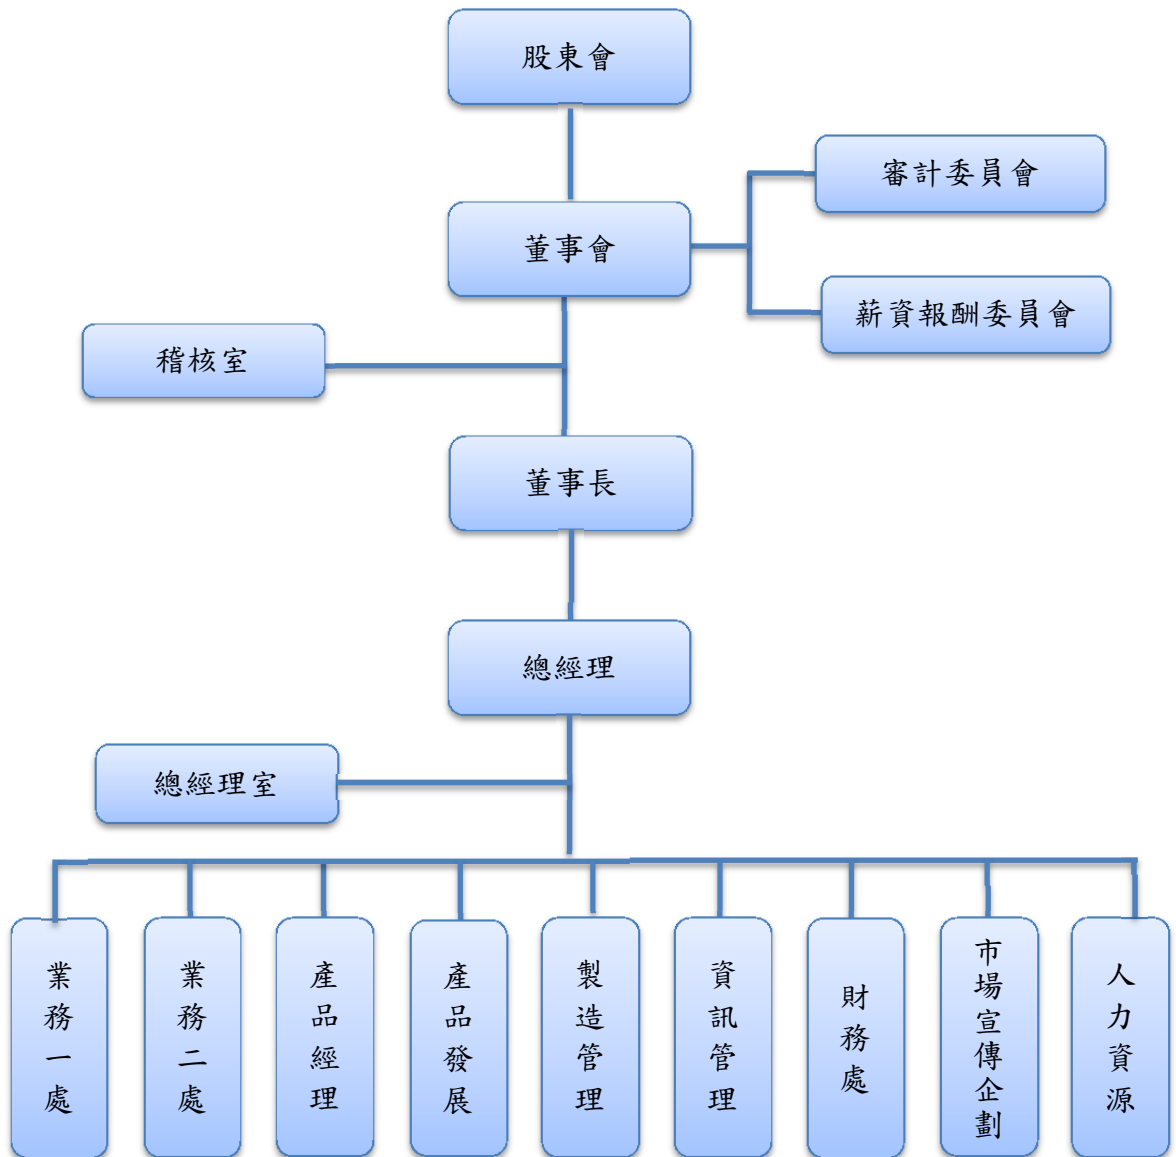 股東會
審計委員會
董事會
薪資報酬委員會
稽核室
董事長
總經理
總經理室
業務一處
業務二處
產品經理
產品發展
製造管理
資訊管理
財務處
市場宣傳企劃
人力資源